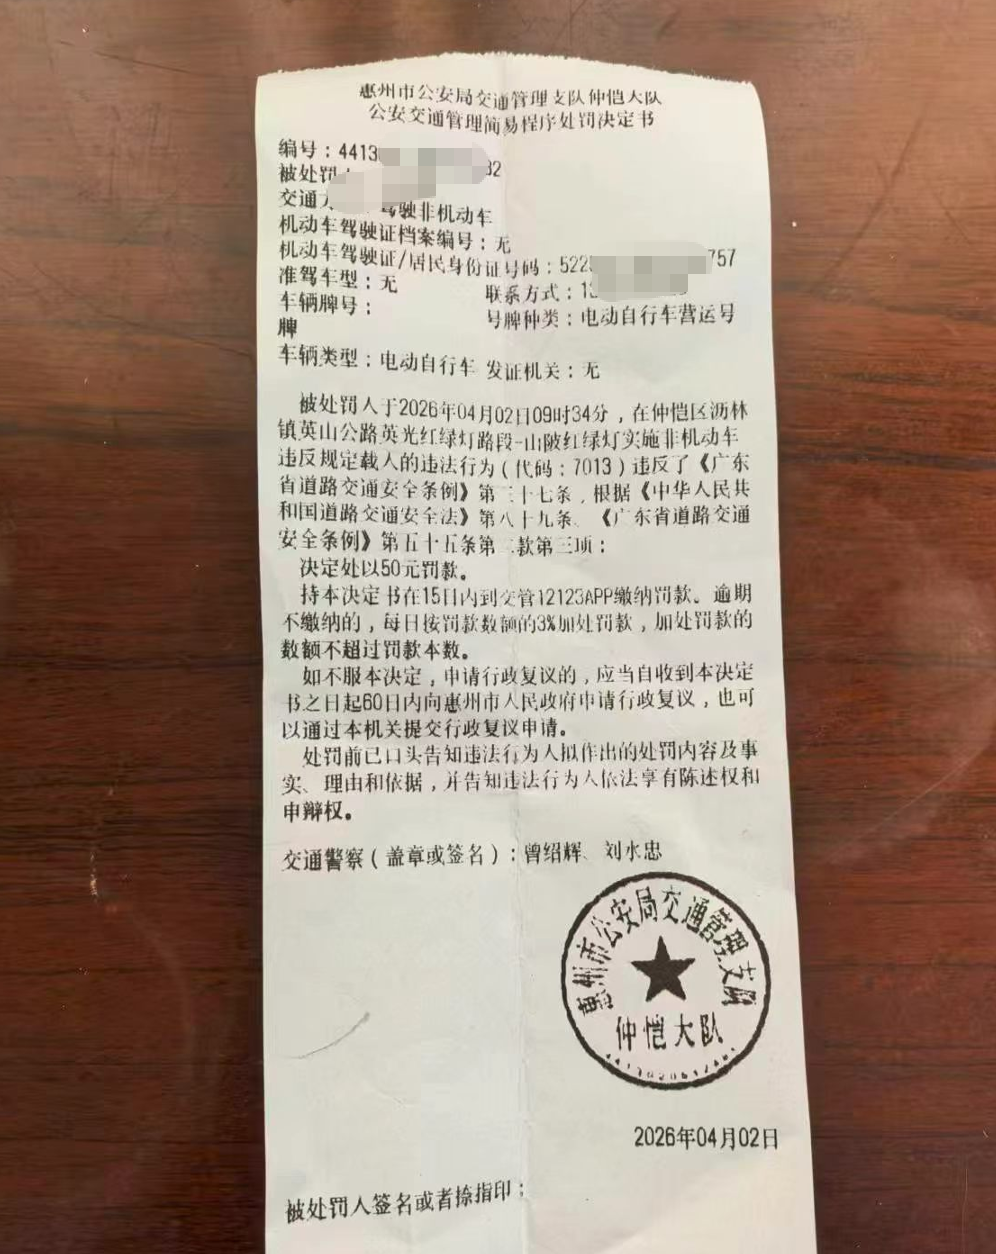 惠州市公安局交通管理支队仲恺大队
公安交通管理简易程序处罚决定书
编号：4413 82
被处罚
交通 驾驶非机动车
机动车驾驶证档案编号：无
机动车驾驶证/居民身份证号码：522 757
准驾车型：无 联系方式：13
车辆牌号： 号牌种类：电动自行车营运号
牌
车辆类型：电动自行车 发证机关：无
被处罚人于2026年04月02日09时34分，在仲恺区沥林
镇英山公路英光红绿灯路段-山陂红绿灯实施非机动车
违反规定载人的违法行为（代码：7013）违反了《广东
省道路交通安全条例》第三十七条，根据《中华人民共
和国道路交通安全法》第八十九条、《广东省道路交通
安全条例》第五十五条第二款第三项：
决定处以50元罚款。
持本决定书在15日内到交管12123APP缴纳罚款。逾期
不缴纳的，每日按罚款数额的3%加处罚款，加处罚款的
数额不超过罚款本数。
如不服本决定，申请行政复议的，应当自收到本决定
书之日起60日内向惠州市人民政府申请行政复议，也可
以通过本机关提交行政复议申请。
处罚前已口头告知违法行为人拟作出的处罚内容及事
实、理由和依据，并告知违法行为人依法享有陈述权和
申辩权。
交通警察（盖章或签名）：曾绍辉、刘水忠
惠州市公安局交通管理支队
仲恺大队
2026年04月02日
被处罚人签名或者捺指印：